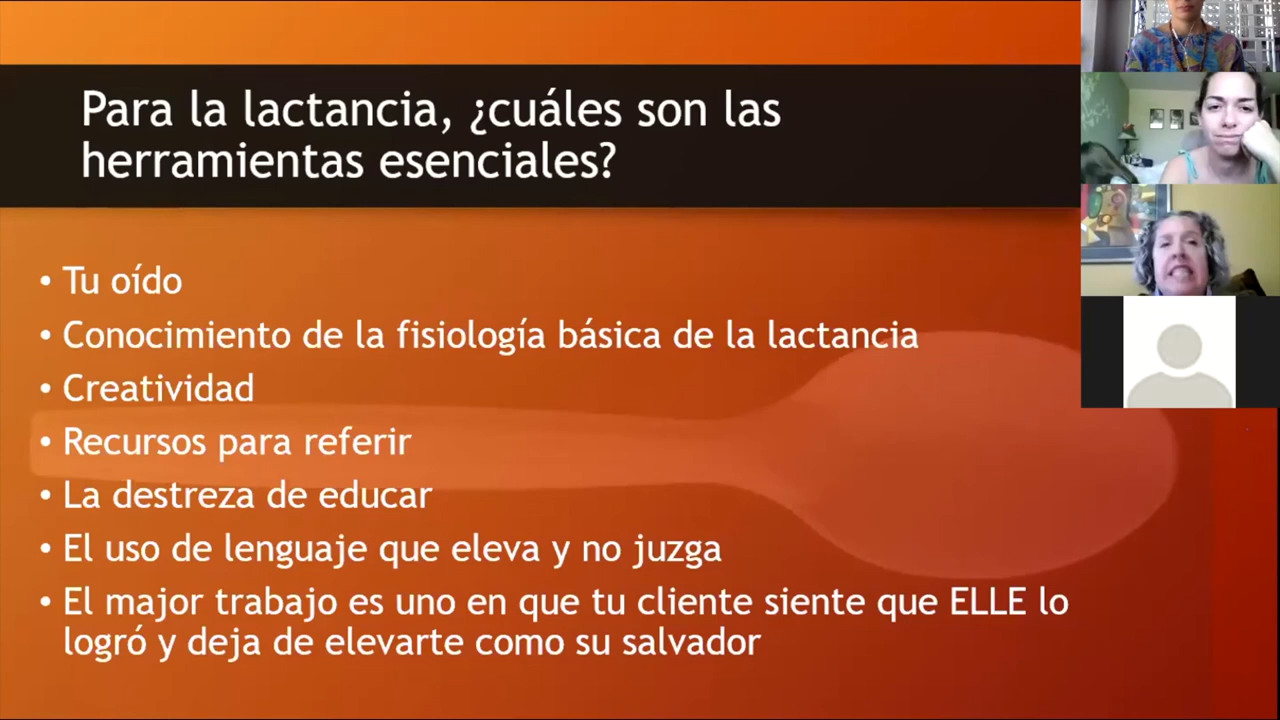 Para la lactancia, ¿cuáles son las
herramientas esenciales?
• Tu oído
• Conocimiento de la fisiología básica de la lactancia
• Creatividad
• Recursos para referir
• La destreza de educar
• El uso de lenguaje que eleva y no juzga
• El major trabajo es uno en que tu cliente siente que ELLE lo
logró y deja de elevarte como su salvador